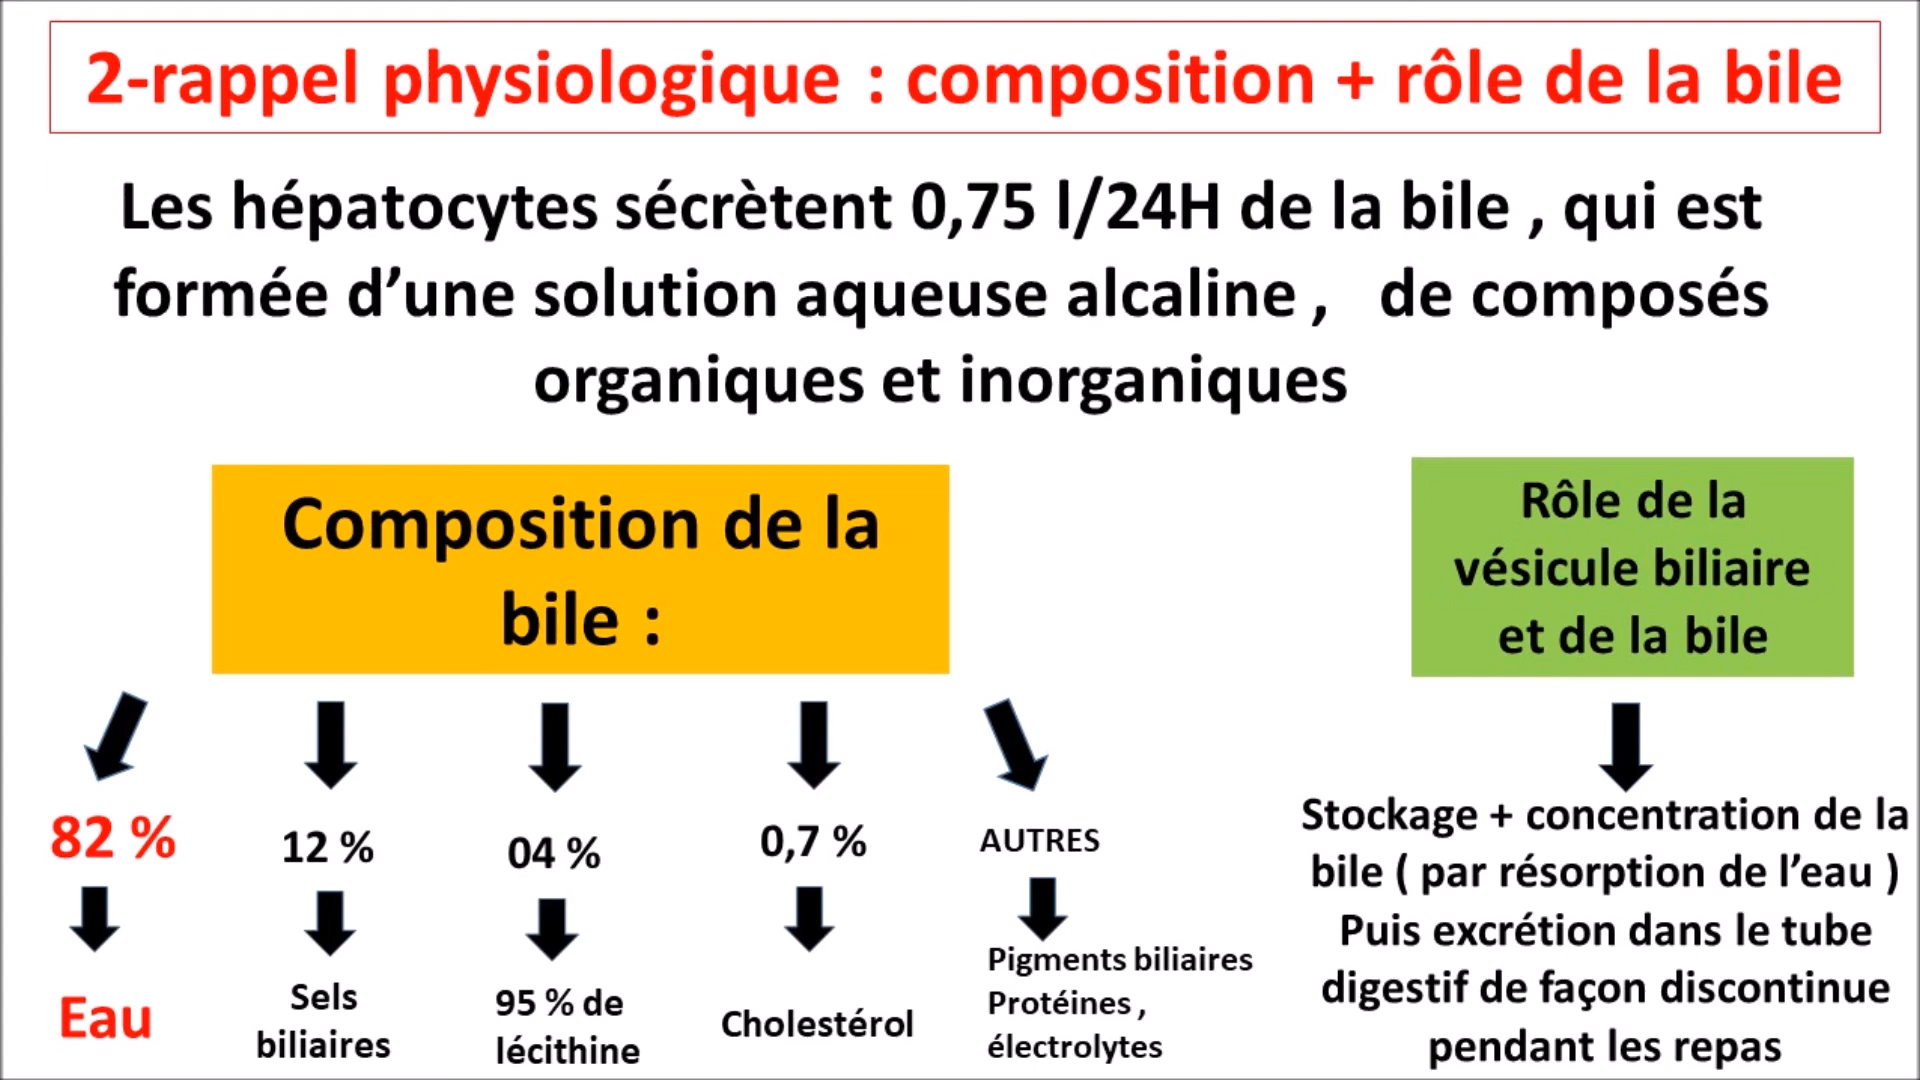 2-rappel physiologique : composition + rôle de la bile
Les hépatocytes sécrètent 0,75 l/24H de la bile , qui est
formée d’une solution aqueuse alcaline , de composés
organiques et inorganiques
Composition de la
bile :
82 %
Eau
12 %
Sels
biliaires
04 %
95 % de
lécithine
0,7 %
Cholestérol
AUTRES
Pigments biliaires
Protéines ,
électrolytes
Rôle de la
vésicule biliaire
et de la bile
Stockage + concentration de la
bile ( par résorption de l’eau )
Puis excrétion dans le tube
digestif de façon discontinue
pendant les repas